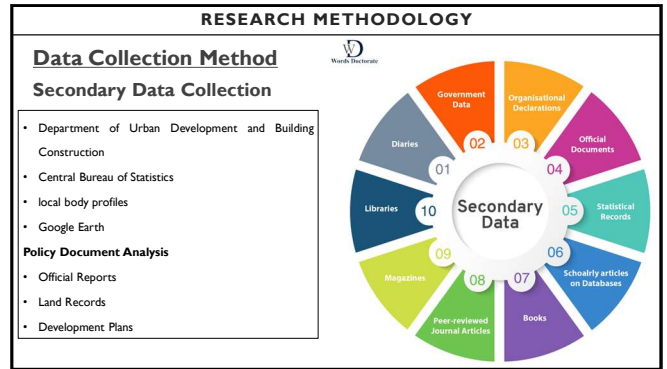 RESEARCH METHODOLOGY
Data Collection Method
Secondary Data Collection
• Department of Urban Development and Building
Construction
• Central Bureau of Statistics
• local body profiles
• Google Earth
Policy Document Analysis
• Official Reports
• Land Records
• Development Plans
WD
Words Doctorate
Secondary
Data
01
Diaries
02
Government
Data
03
Organisational
Declarations
04
Official
Documents
05
Statistical
Records
06
Schoalrly articles
on Databases
07
Books
08
Peer-reviewed
Journal Articles
09
Magazines
10
Libraries